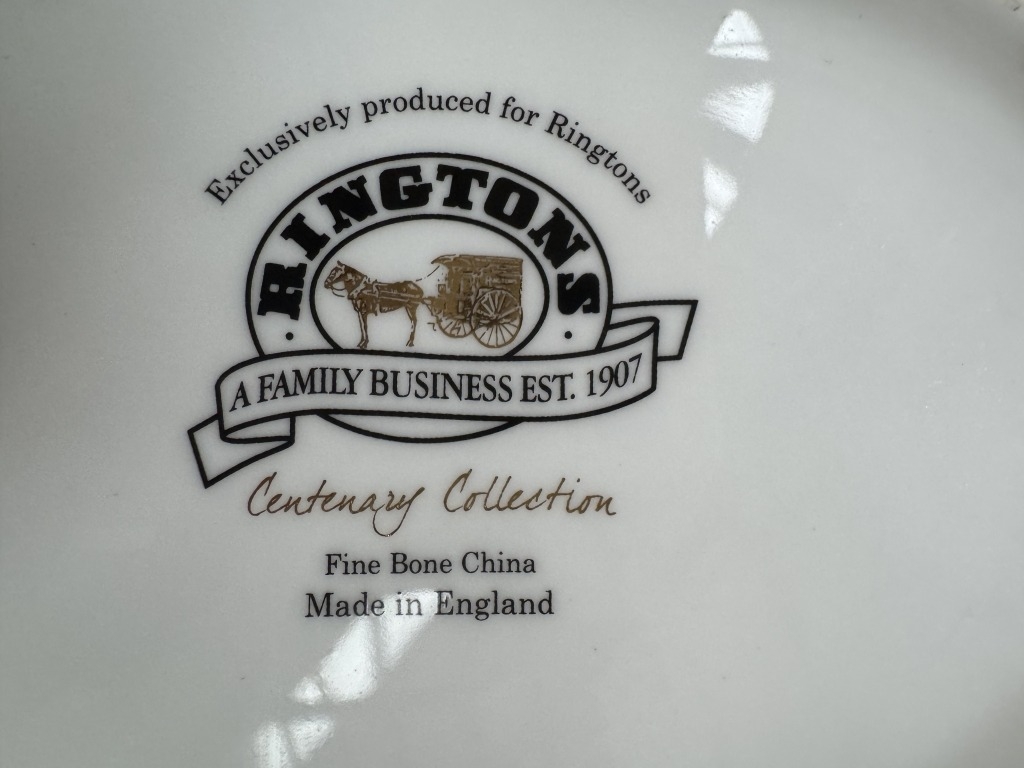 Exclusively produced for Ringtons
RINGTONS
A FAMILY BUSINESS EST. 1907
Centenary Collection
Fine Bone China
Made in England